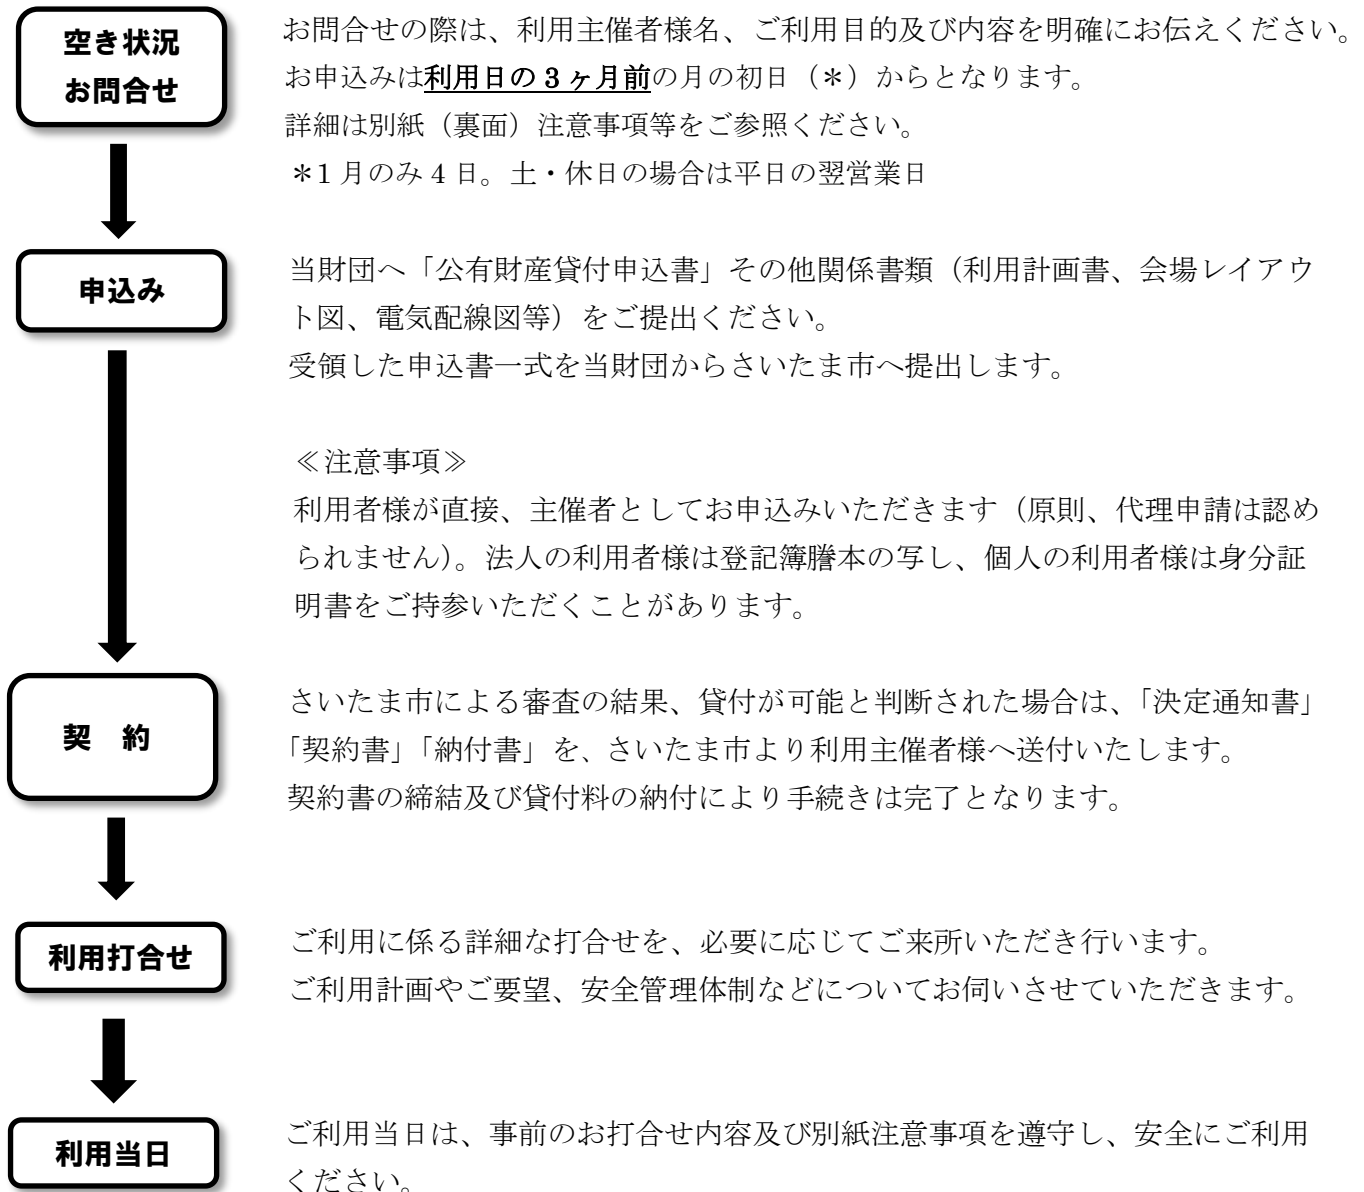 空き状況
お問合せ
お問合せの際は、利用主催者様名、ご利用目的及び内容を明確にお伝えください。
お申込みは利用日の3ヶ月前の月の初日（＊）からとなります。
詳細は別紙（裏面）注意事項等をご参照ください。
＊1月のみ4日。土・休日の場合は平日の翌営業日
申込み
当財団へ「公有財産貸付申込書」その他関係書類（利用計画書、会場レイアウ
ト図、電気配線図等）をご提出ください。
受領した申込書一式を当財団からさいたま市へ提出します。
≪注意事項≫
利用者様が直接、主催者としてお申込みいただきます（原則、代理申請は認め
られません）。法人の利用者様は登記簿謄本の写し、個人の利用者様は身分証
明書をご持参いただくことがあります。
契　約
さいたま市による審査の結果、貸付が可能と判断された場合は、「決定通知書」
「契約書」「納付書」を、さいたま市より利用主催者様へ送付いたします。
契約書の締結及び貸付料の納付により手続きは完了となります。
利用打合せ
ご利用に係る詳細な打合せを、必要に応じてご来所いただき行います。
ご利用計画やご要望、安全管理体制などについてお伺いさせていただきます。
利用当日
ご利用当日は、事前のお打合せ内容及び別紙注意事項を遵守し、安全にご利用
ください。